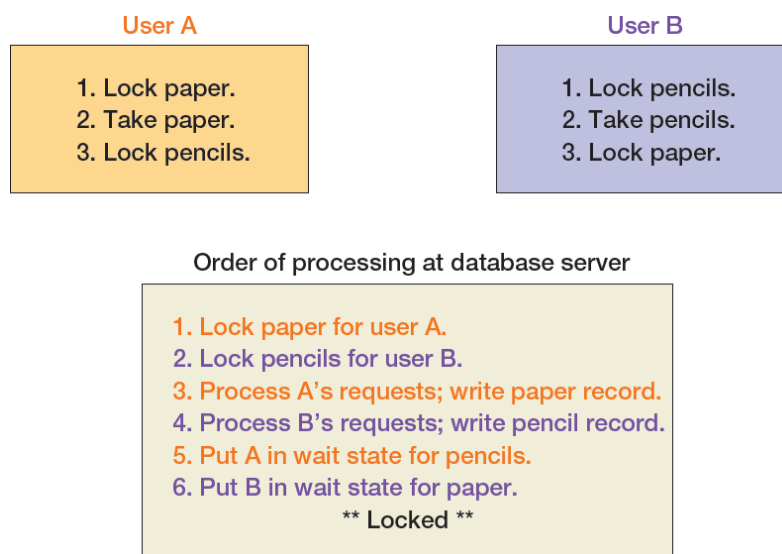 User A
1. Lock paper.
2. Take paper.
3. Lock pencils.
User B
1. Lock pencils.
2. Take pencils.
3. Lock paper.
Order of processing at database server
1. Lock paper for user A.
2. Lock pencils for user B.
3. Process A's requests; write paper record.
4. Process B's requests; write pencil record.
5. Put A in wait state for pencils.
6. Put B in wait state for paper.
** Locked **